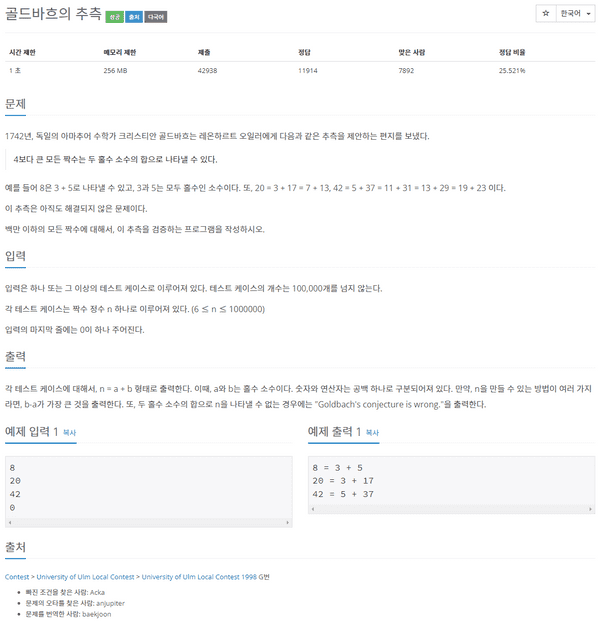 골드바흐의 추측 성공 출처 다국어
☆ 한국어
시간 제한 메모리 제한 제출 정답 맞은 사람 정답 비율
1 초 256 MB 42938 11914 7892 25.521%
문제
1742년, 독일의 아마추어 수학가 크리스티안 골드바흐는 레온하르트 오일러에게 다음과 같은 추측을 제안하는 편지를 보냈다.
4보다 큰 모든 짝수는 두 홀수 소수의 합으로 나타낼 수 있다.
예를 들어 8은 3 + 5로 나타낼 수 있고, 3과 5는 모두 홀수인 소수이다. 또, 20 = 3 + 17 = 7 + 13, 42 = 5 + 37 = 11 + 31 = 13 + 29 = 19 + 23 이다.
이 추측은 아직도 해결되지 않은 문제이다.
백만 이하의 모든 짝수에 대해서, 이 추측을 검증하는 프로그램을 작성하시오.
입력
입력은 하나 또는 그 이상의 테스트 케이스로 이루어져 있다. 테스트 케이스의 개수는 100,000개를 넘지 않는다.
각 테스트 케이스는 짝수 정수 n 하나로 이루어져 있다. (6 ≤ n ≤ 1000000)
입력의 마지막 줄에는 0이 하나 주어진다.
출력
각 테스트 케이스에 대해서, n = a + b 형태로 출력한다. 이때, a와 b는 홀수 소수이다. 숫자와 연산자는 공백 하나로 구분되어져 있다. 만약, n을 만들 수 있는 방법이 여러 가지
라면, b-a가 가장 큰 것을 출력한다. 또, 두 홀수 소수의 합으로 n을 나타낼 수 없는 경우에는 "Goldbach's conjecture is wrong."을 출력한다.
예제 입력 1 복사
8
20
42
0
예제 출력 1 복사
8 = 3 + 5
20 = 3 + 17
42 = 5 + 37
출처
Contest > University of Ulm Local Contest > University of Ulm Local Contest 1998 G번
빠진 조건을 찾은 사람: Acka
문제의 오타를 찾은 사람: anjupiter
문제를 번역한 사람: baekjoon